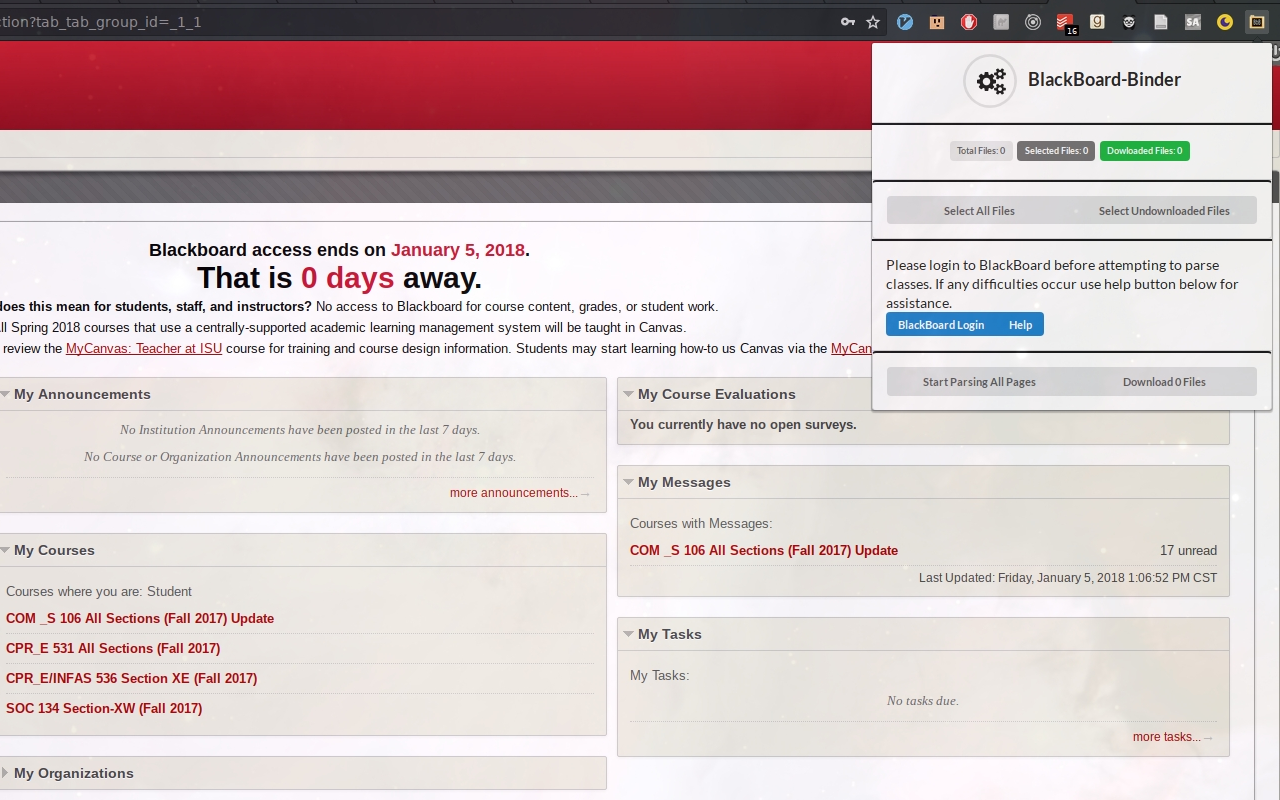 ction?tab_tab_group_id=_1_1
16
g
SA
BlackBoard-Binder
Total Files: 0 Selected Files: 0 Dowloaded Files: 0
Select All Files Select Undownloaded Files
Please login to BlackBoard before attempting to parse
classes. If any difficulties occur use help button below for
assistance.
BlackBoard Login Help
Start Parsing All Pages Download 0 Files
Blackboard access ends on January 5, 2018.
That is 0 days away.
does this mean for students, staff, and instructors? No access to Blackboard for course content, grades, or student work.
ll Spring 2018 courses that use a centrally-supported academic learning management system will be taught in Canvas.
review the MyCanvas: Teacher at ISU course for training and course design information. Students may start learning how-to us Canvas via the MyCan
My Announcements
No Institution Announcements have been posted in the last 7 days.
No Course or Organization Announcements have been posted in the last 7 days.
more announcements...→
My Courses
Courses where you are: Student
COM _S 106 All Sections (Fall 2017) Update
CPR_E 531 All Sections (Fall 2017)
CPR_E/INFAS 536 Section XE (Fall 2017)
SOC 134 Section-XW (Fall 2017)
My Organizations
My Course Evaluations
You currently have no open surveys.
My Messages
Courses with Messages:
COM _S 106 All Sections (Fall 2017) Update 17 unread
Last Updated: Friday, January 5, 2018 1:06:52 PM CST
My Tasks
My Tasks:
No tasks due.
more tasks...→